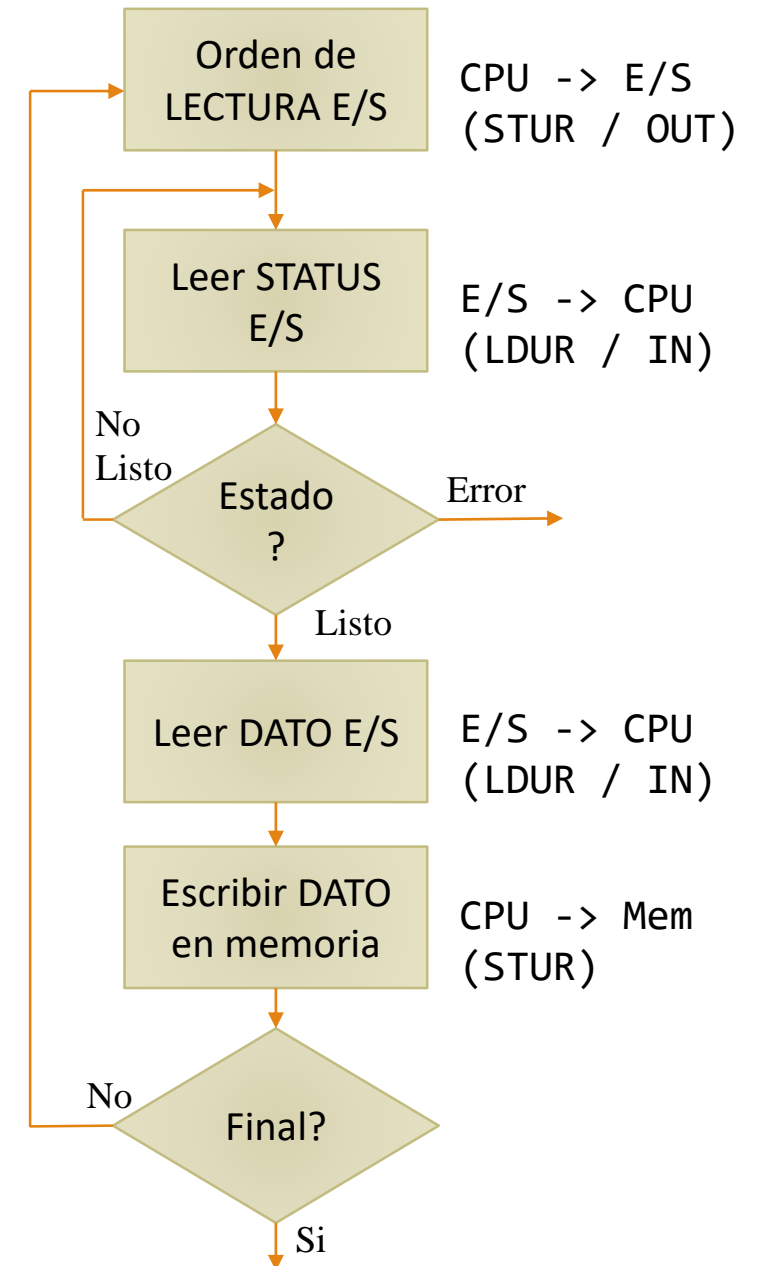 Orden de
LECTURA E/S
CPU -> E/S
(STUR / OUT)
Leer STATUS
E/S
E/S -> CPU
(LDUR / IN)
No
Listo
Estado
?
Error
Listo
Leer DATO E/S
E/S -> CPU
(LDUR / IN)
Escribir DATO
en memoria
CPU -> Mem
(STUR)
No
Final?
Si